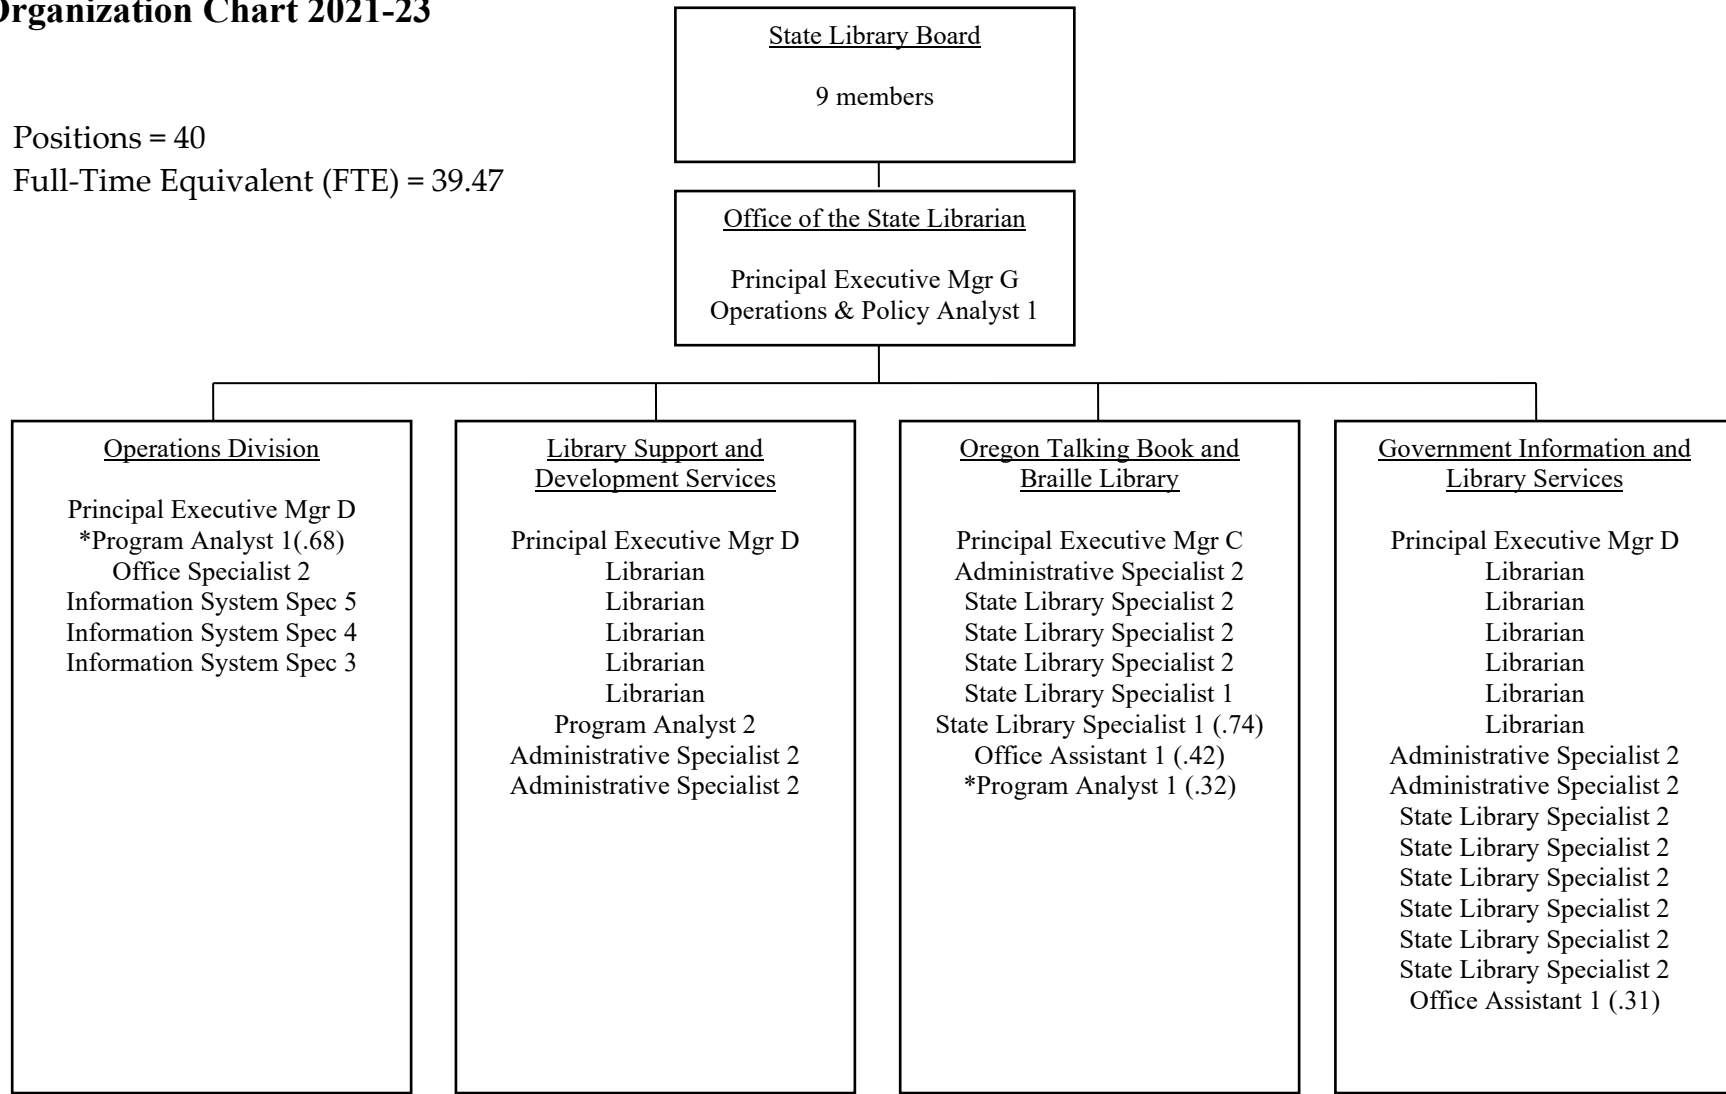 Organization Chart 2021-23
Positions = 40
Full-Time Equivalent (FTE) = 39.47
State Library Board
9 members
Office of the State Librarian
Principal Executive Mgr G
Operations & Policy Analyst 1
Operations Division
Principal Executive Mgr D
*Program Analyst 1(.68)
Office Specialist 2
Information System Spec 5
Information System Spec 4
Information System Spec 3
Library Support and
Development Services
Principal Executive Mgr D
Librarian
Librarian
Librarian
Librarian
Librarian
Program Analyst 2
Administrative Specialist 2
Administrative Specialist 2
Oregon Talking Book and
Braille Library
Principal Executive Mgr C
Administrative Specialist 2
State Library Specialist 2
State Library Specialist 2
State Library Specialist 2
State Library Specialist 1
State Library Specialist 1 (.74)
Office Assistant 1 (.42)
*Program Analyst 1 (.32)
Government Information and
Library Services
Principal Executive Mgr D
Librarian
Librarian
Librarian
Librarian
Librarian
Librarian
Administrative Specialist 2
Administrative Specialist 2
State Library Specialist 2
State Library Specialist 2
State Library Specialist 2
State Library Specialist 2
State Library Specialist 2
State Library Specialist 2
Office Assistant 1 (.31)